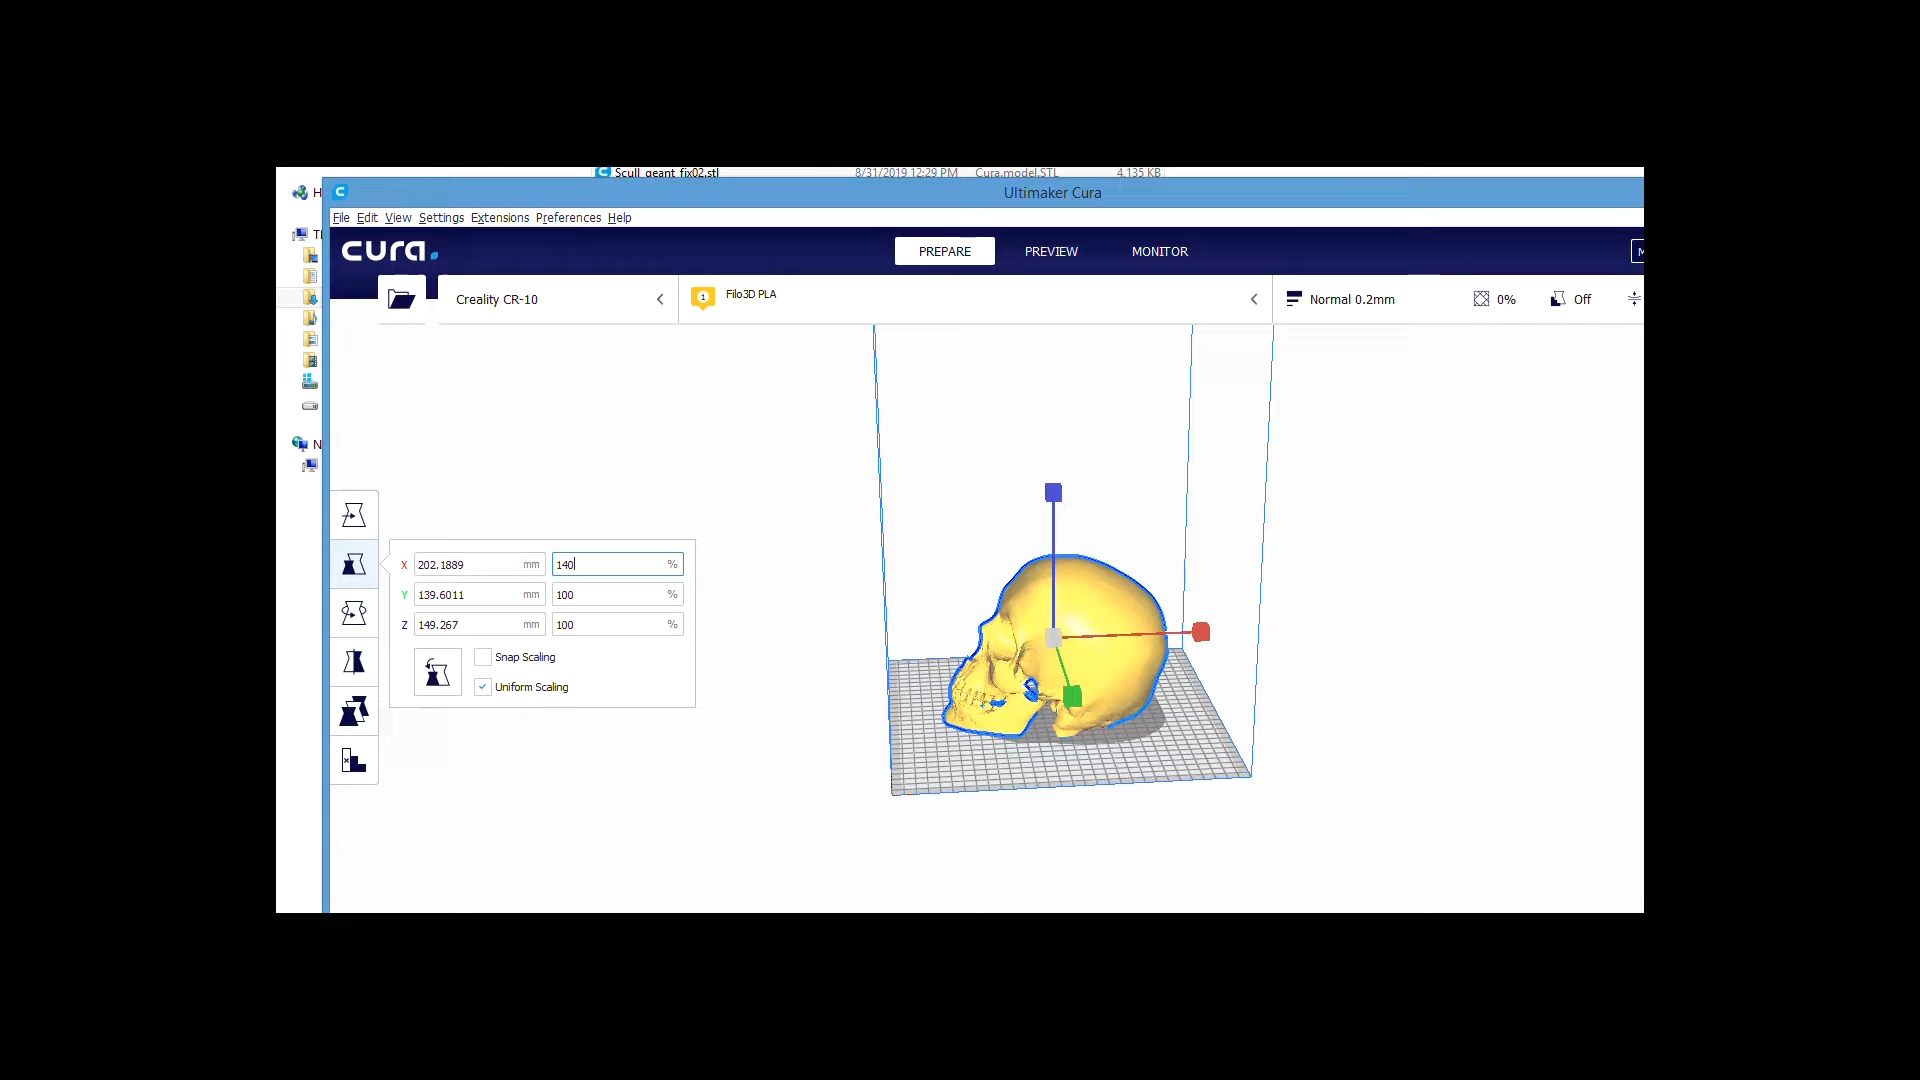 Scull_geant_fix02.stl 8/31/2019 12:29 PM Cura.model.STL 4.135 KB
H
Ultimaker Cura
File Edit View Settings Extensions Preferences Help
cura.
PREPARE PREVIEW MONITOR
M
Creality CR-10
1 Filo3D PLA
Normal 0.2mm 0% Off
N
X 202.1889 mm 140 %
Y 139.6011 mm 100 %
Z 149.267 mm 100 %
Snap Scaling
Uniform Scaling